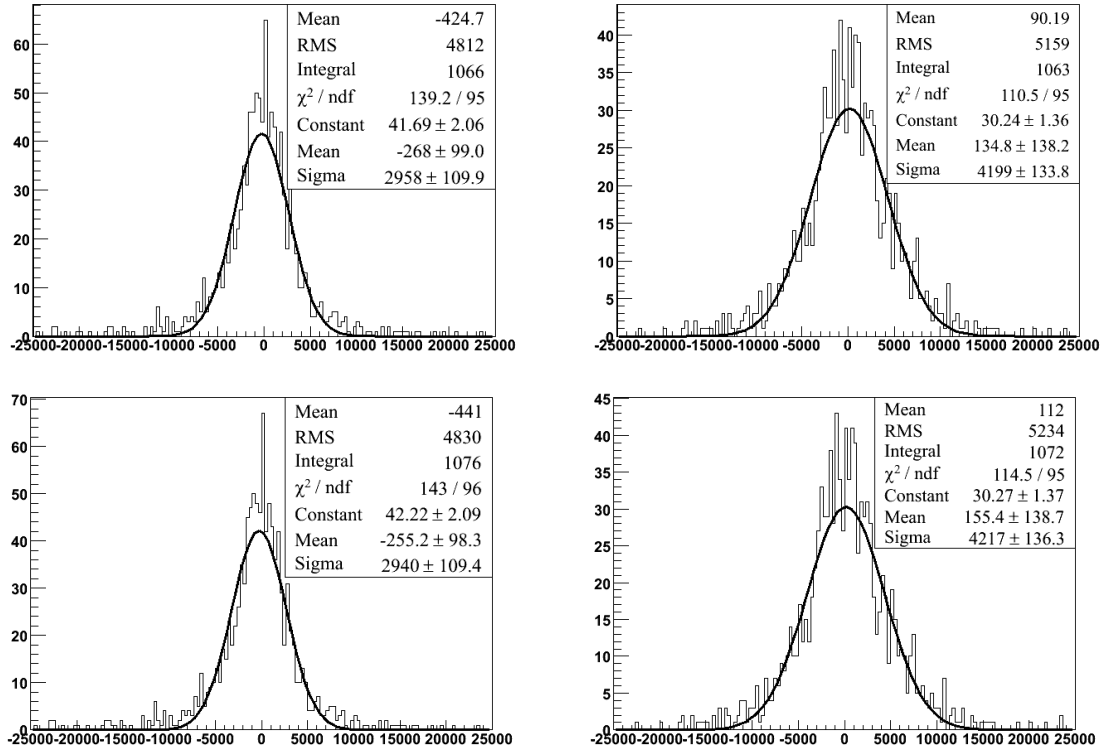 Mean -424.7
RMS 4812
Integral 1066
χ² / ndf 139.2 / 95
Constant 41.69 ± 2.06
Mean -268 ± 99.0
Sigma 2958 ± 109.9
60
50
40
30
20
10
0
-25000 -20000 -15000 -10000 -5000 0 5000 10000 15000 20000 25000
Mean 90.19
RMS 5159
Integral 1063
χ² / ndf 110.5 / 95
Constant 30.24 ± 1.36
Mean 134.8 ± 138.2
Sigma 4199 ± 133.8
40
35
30
25
20
15
10
5
0
-25000 -20000 -15000 -10000 -5000 0 5000 10000 15000 20000 25000
Mean -441
RMS 4830
Integral 1076
χ² / ndf 143 / 96
Constant 42.22 ± 2.09
Mean -255.2 ± 98.3
Sigma 2940 ± 109.4
70
60
50
40
30
20
10
0
-25000 -20000 -15000 -10000 -5000 0 5000 10000 15000 20000 25000
Mean 112
RMS 5234
Integral 1072
χ² / ndf 114.5 / 95
Constant 30.27 ± 1.37
Mean 155.4 ± 138.7
Sigma 4217 ± 136.3
45
40
35
30
25
20
15
10
5
0
-25000 -20000 -15000 -10000 -5000 0 5000 10000 15000 20000 25000